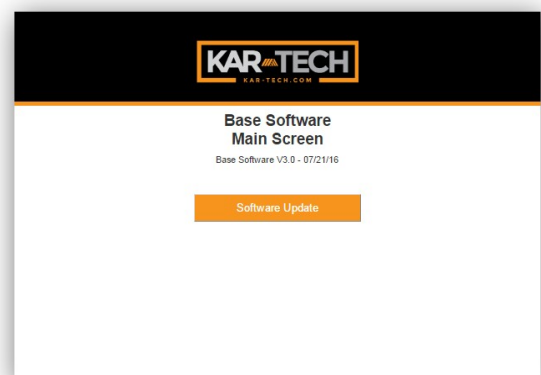 KAR TECH
KAR-TECH.COM
Base Software
Main Screen
Base Software V3.0 - 07/21/16
Software Update